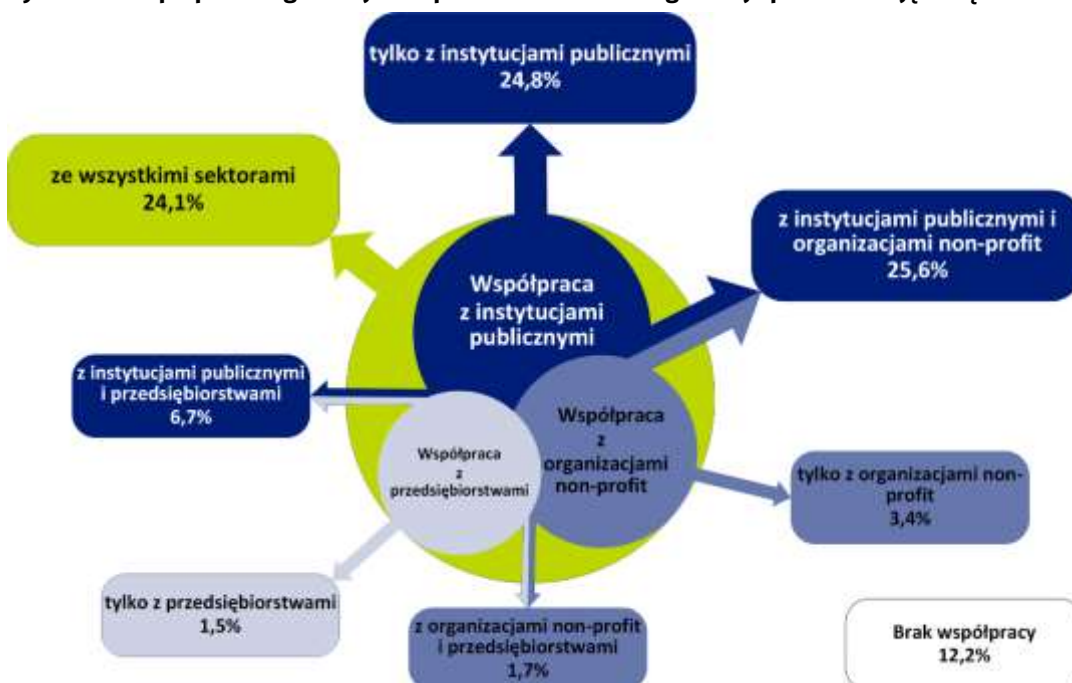 tylko z instytucjami publicznymi
24,8%
ze wszystkimi sektorami
24,1%
z instytucjami publicznymi i
organizacjami non-profit
25,6%
Współpraca
z instytucjami
publicznymi
z instytucjami publicznymi
i przedsiębiorstwami
6,7%
Współpraca
z
organizacjami
non-profit
Współpraca
z
przedsiębiorstwami
tylko z organizacjami non-
profit
3,4%
tylko z przedsiębiorstwami
1,5%
z organizacjami non-profit
i przedsiębiorstwami
1,7%
Brak współpracy
12,2%